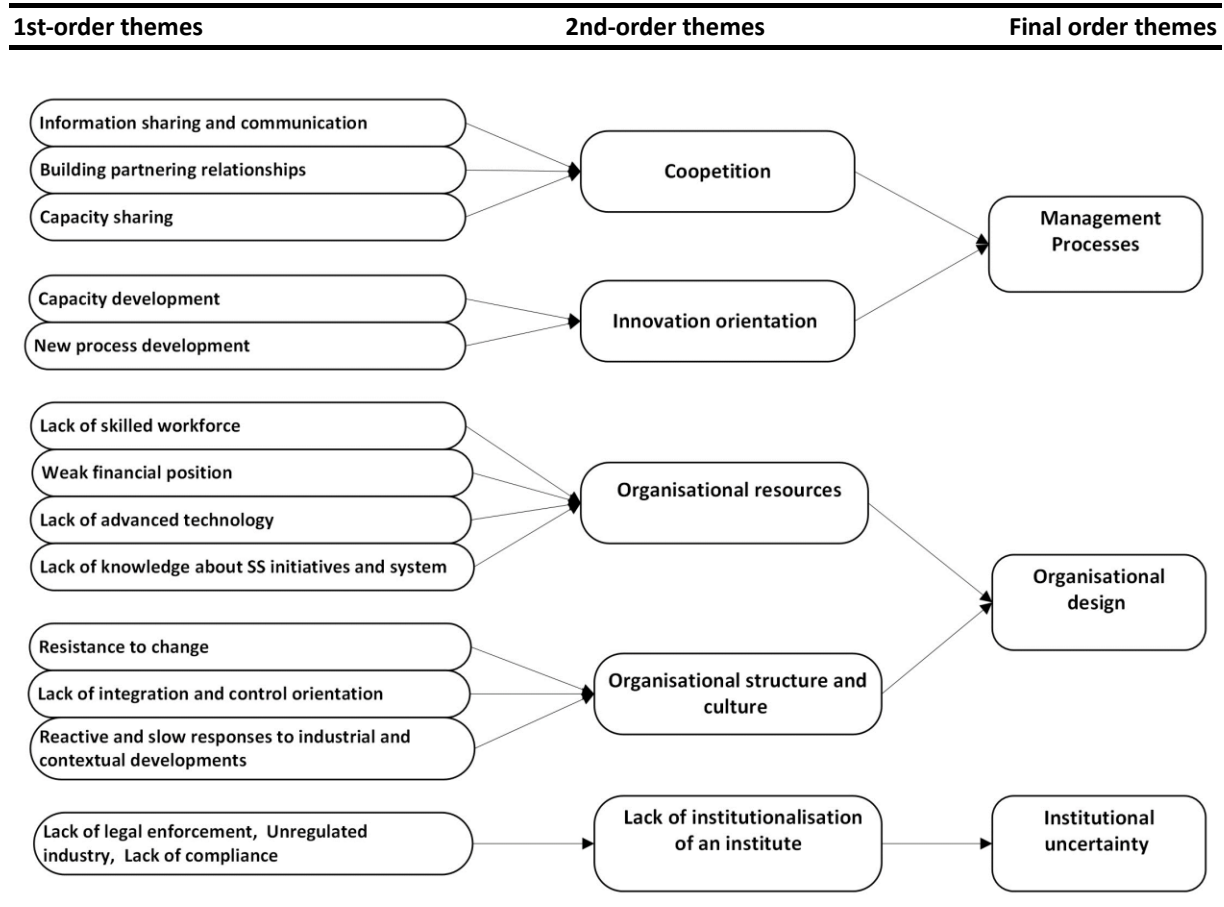 1st-order themes 2nd-order themes Final order themes
Information sharing and communication
Building partnering relationships
Capacity sharing
Coopetition
Management
Processes
Capacity development
New process development
Innovation orientation
Lack of skilled workforce
Weak financial position
Lack of advanced technology
Lack of knowledge about SS initiatives and system
Organisational resources
Organisational
design
Resistance to change
Lack of integration and control orientation
Reactive and slow responses to industrial and
contextual developments
Organisational structure and
culture
Lack of legal enforcement, Unregulated
industry, Lack of compliance
Lack of institutionalisation
of an institute
Institutional
uncertainty